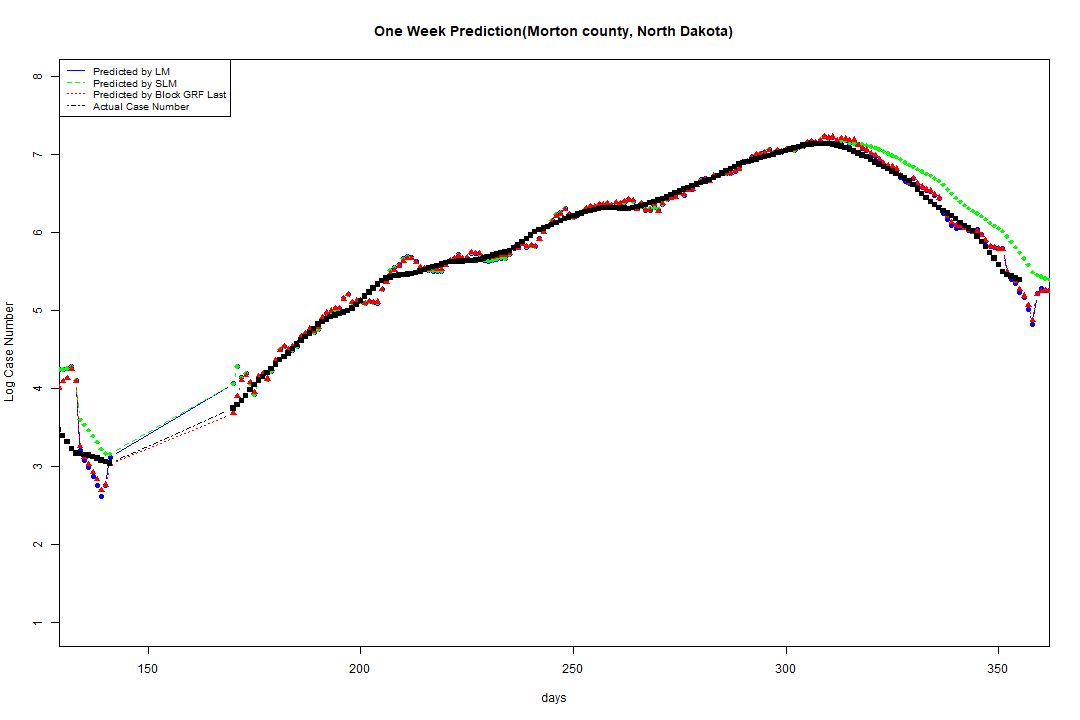 One Week Prediction(Morton county, North Dakota)
Predicted by LM
Predicted by SLM
Predicted by Block GRF Last
Actual Case Number
8
7
6
5
4
3
2
1
Log Case Number
150 200 250 300 350
days